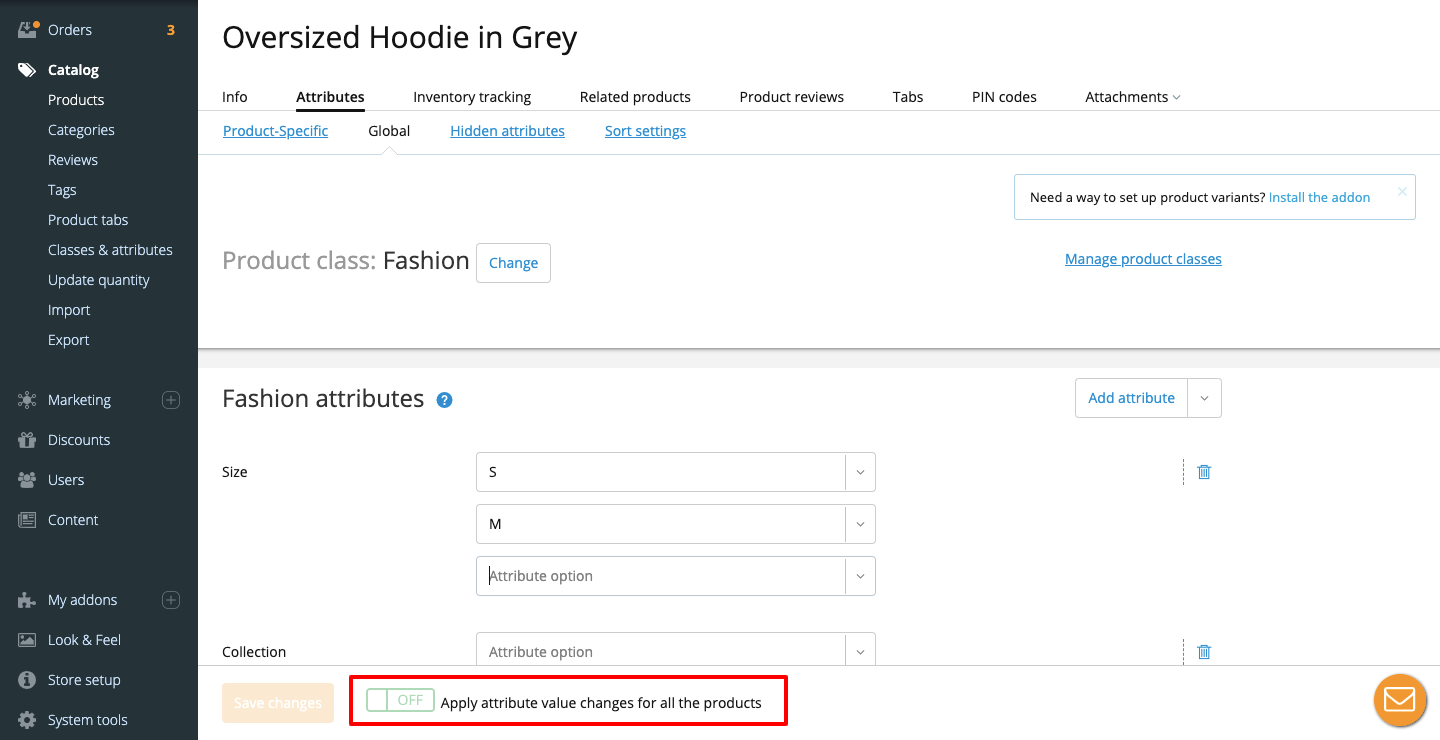 Orders 3
Catalog
Products
Categories
Reviews
Tags
Product tabs
Classes & attributes
Update quantity
Import
Export
Marketing
Discounts
Users
Content
My addons
Look & Feel
Store setup
System tools
Oversized Hoodie in Grey
Info Attributes Inventory tracking Related products Product reviews Tabs PIN codes Attachments
Product-Specific Global Hidden attributes Sort settings
Need a way to set up product variants? Install the addon
Product class: Fashion Change Manage product classes
Fashion attributes ? Add attribute
Size S
M
Attribute option
Collection Attribute option
Save changes OFF Apply attribute value changes for all the products